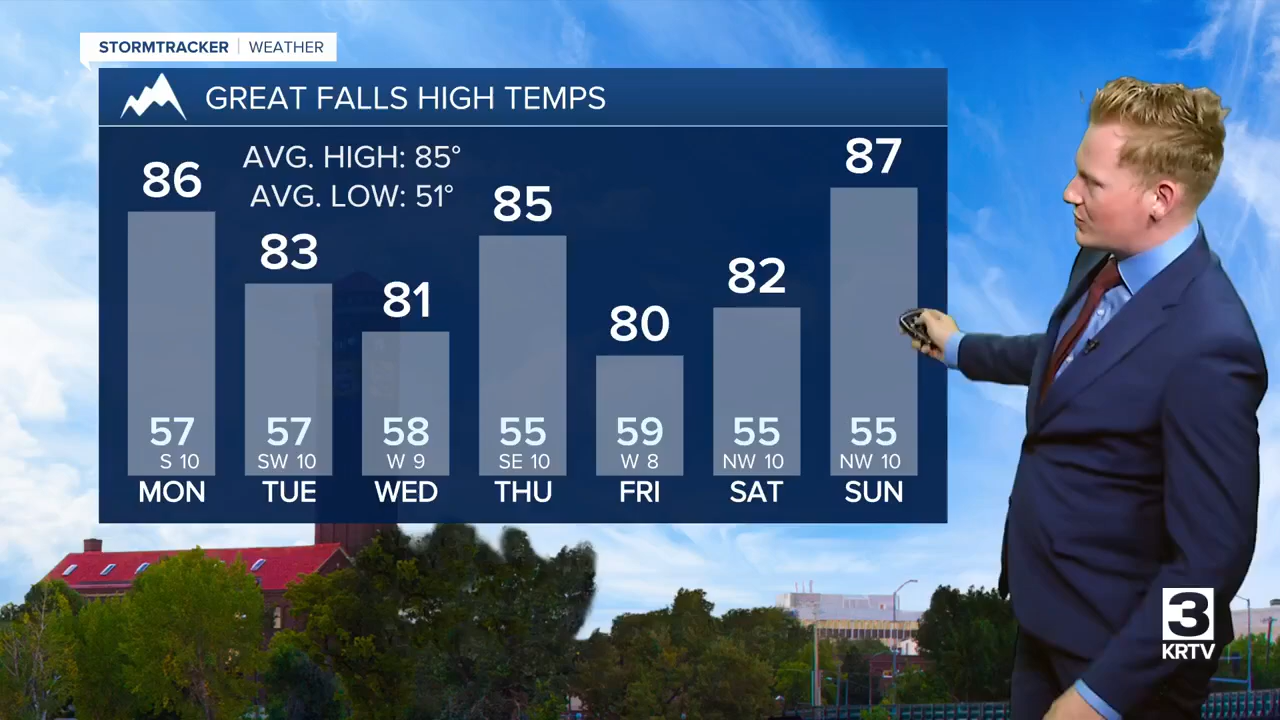 STORMTRACKER | WEATHER
GREAT FALLS HIGH TEMPS
AVG. HIGH: 85°
AVG. LOW: 51°
86 83 81 85 80 82 87
57 57 58 55 59 55 55
S 10 SW 10 W 9 SE 10 W 8 NW 10 NW 10
MON TUE WED THU FRI SAT SUN
3
KRTV